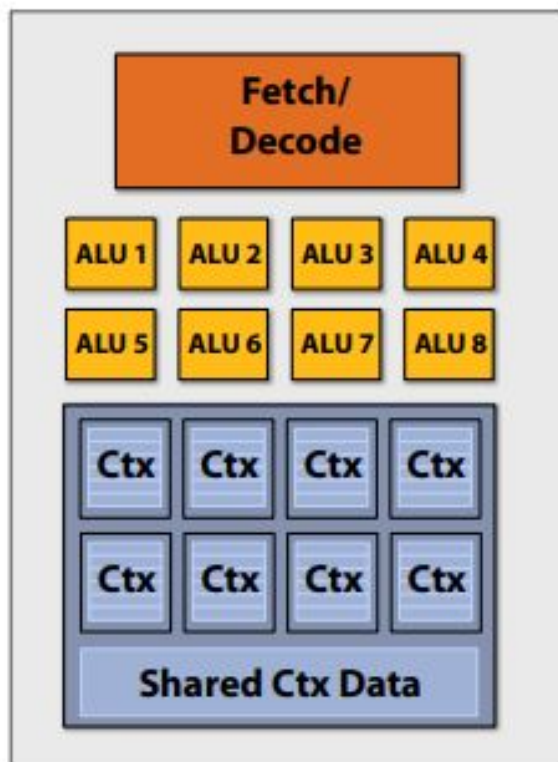 Fetch/
Decode
ALU 1 ALU 2 ALU 3 ALU 4
ALU 5 ALU 6 ALU 7 ALU 8
Ctx Ctx Ctx Ctx
Ctx Ctx Ctx Ctx
Shared Ctx Data